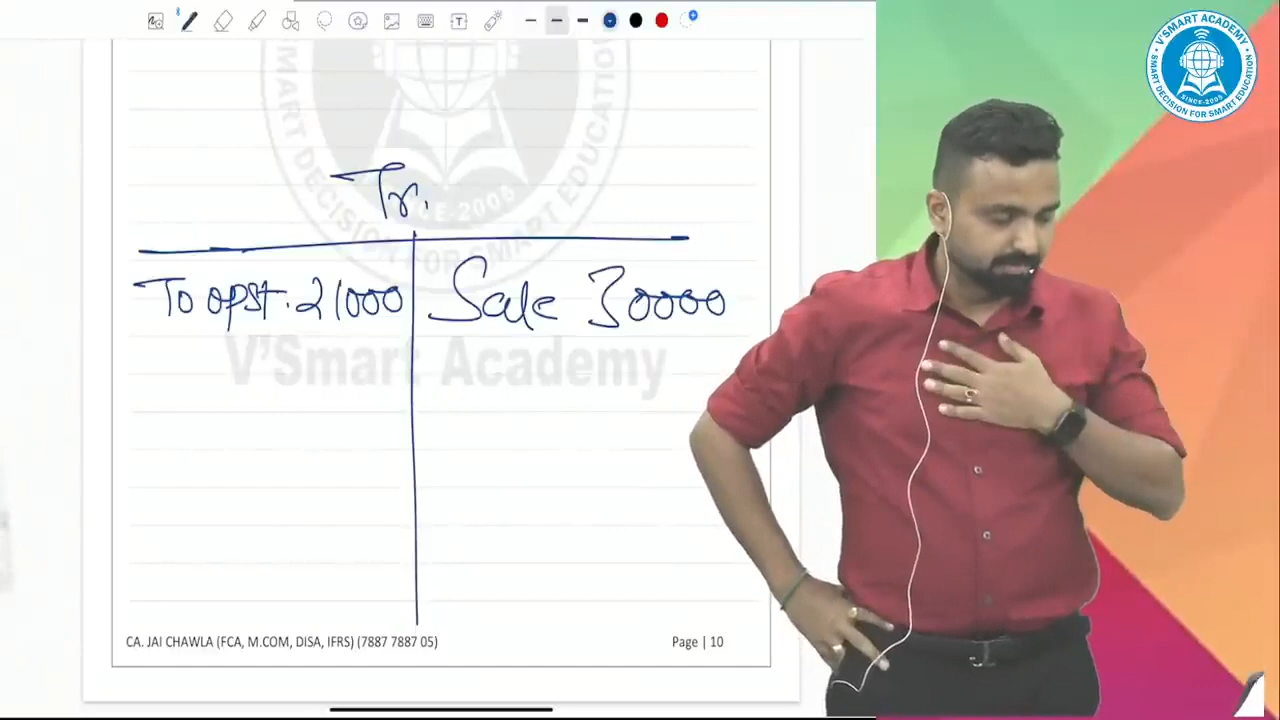 V'SMART ACADEMY
SMART DECISION FOR SMART EDUCATION
SINCE-2005
Tr.
To opst. 21000
Sale 30000
V'Smart Academy
CA. JAI CHAWLA (FCA, M.COM, DISA, IFRS) (7887 7887 05)
Page | 10